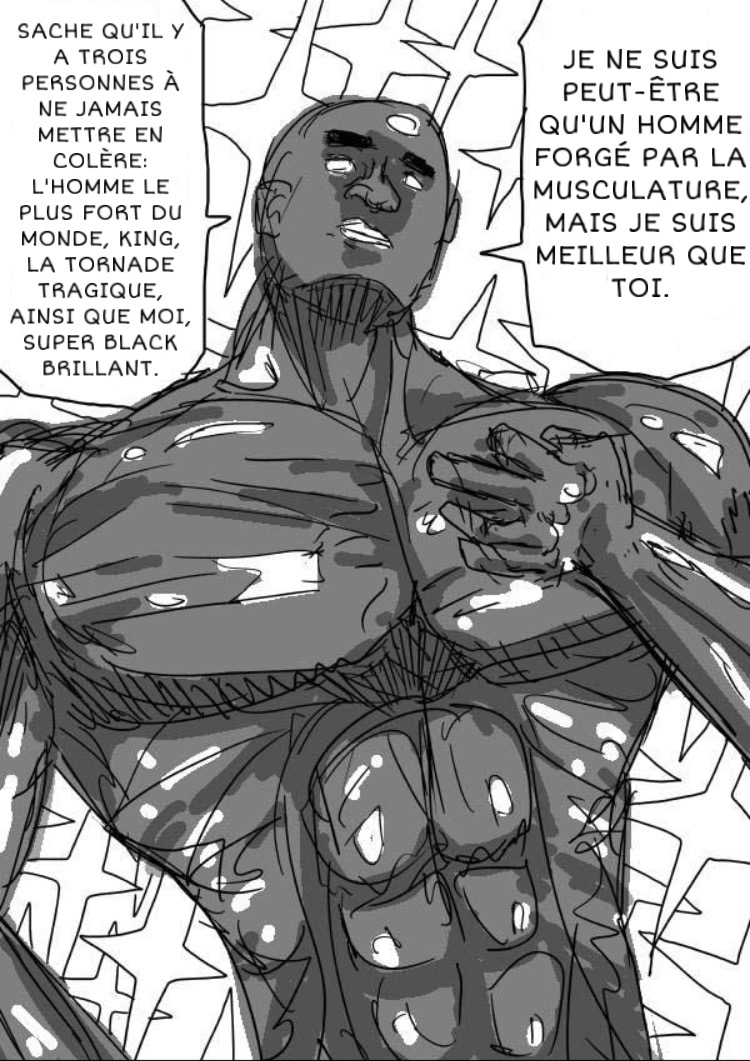 JE NE SUIS
PEUT-ÊTRE
QU'UN HOMME
FORGÉ PAR LA
MUSCULATURE,
MAIS JE SUIS
MEILLEUR QUE
TOI.
SACHE QU'IL Y
A TROIS
PERSONNES À
NE JAMAIS
METTRE EN
COLÈRE:
L'HOMME LE
PLUS FORT DU
MONDE, KING,
LA TORNADE
TRAGIQUE,
AINSI QUE MOI,
SUPER BLACK
BRILLANT.